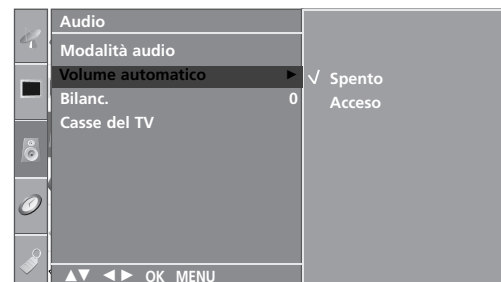 Audio
Modalità audio
Volume automatico ►
Bilanc. 0
Casse del TV
√ Spento
Acceso
▲▼ ◄► OK MENU